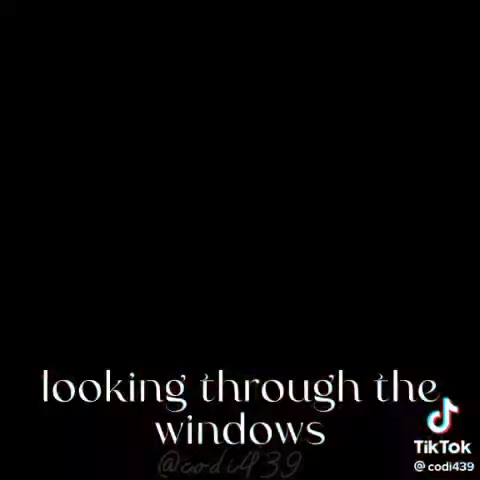 looking through the
windows
@codi439
TikTok
@codi439